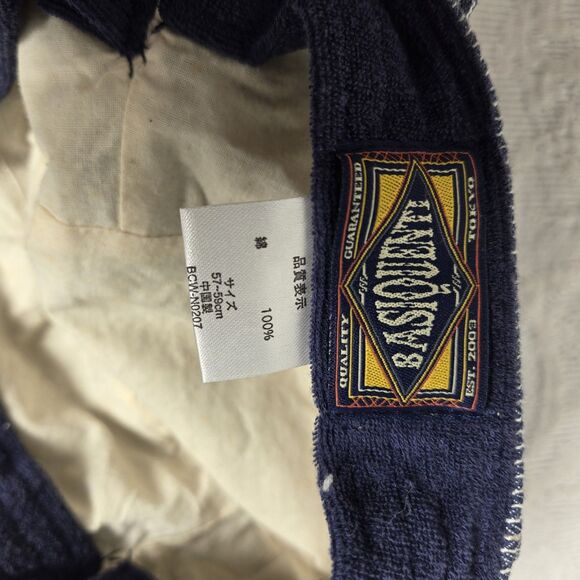 QUALITY GUARANTEED
BASIQUENTI
EST. 2003 TOKYO
品質表示
綿 100%
サイズ
57~59cm
中国製
BCW-N0207